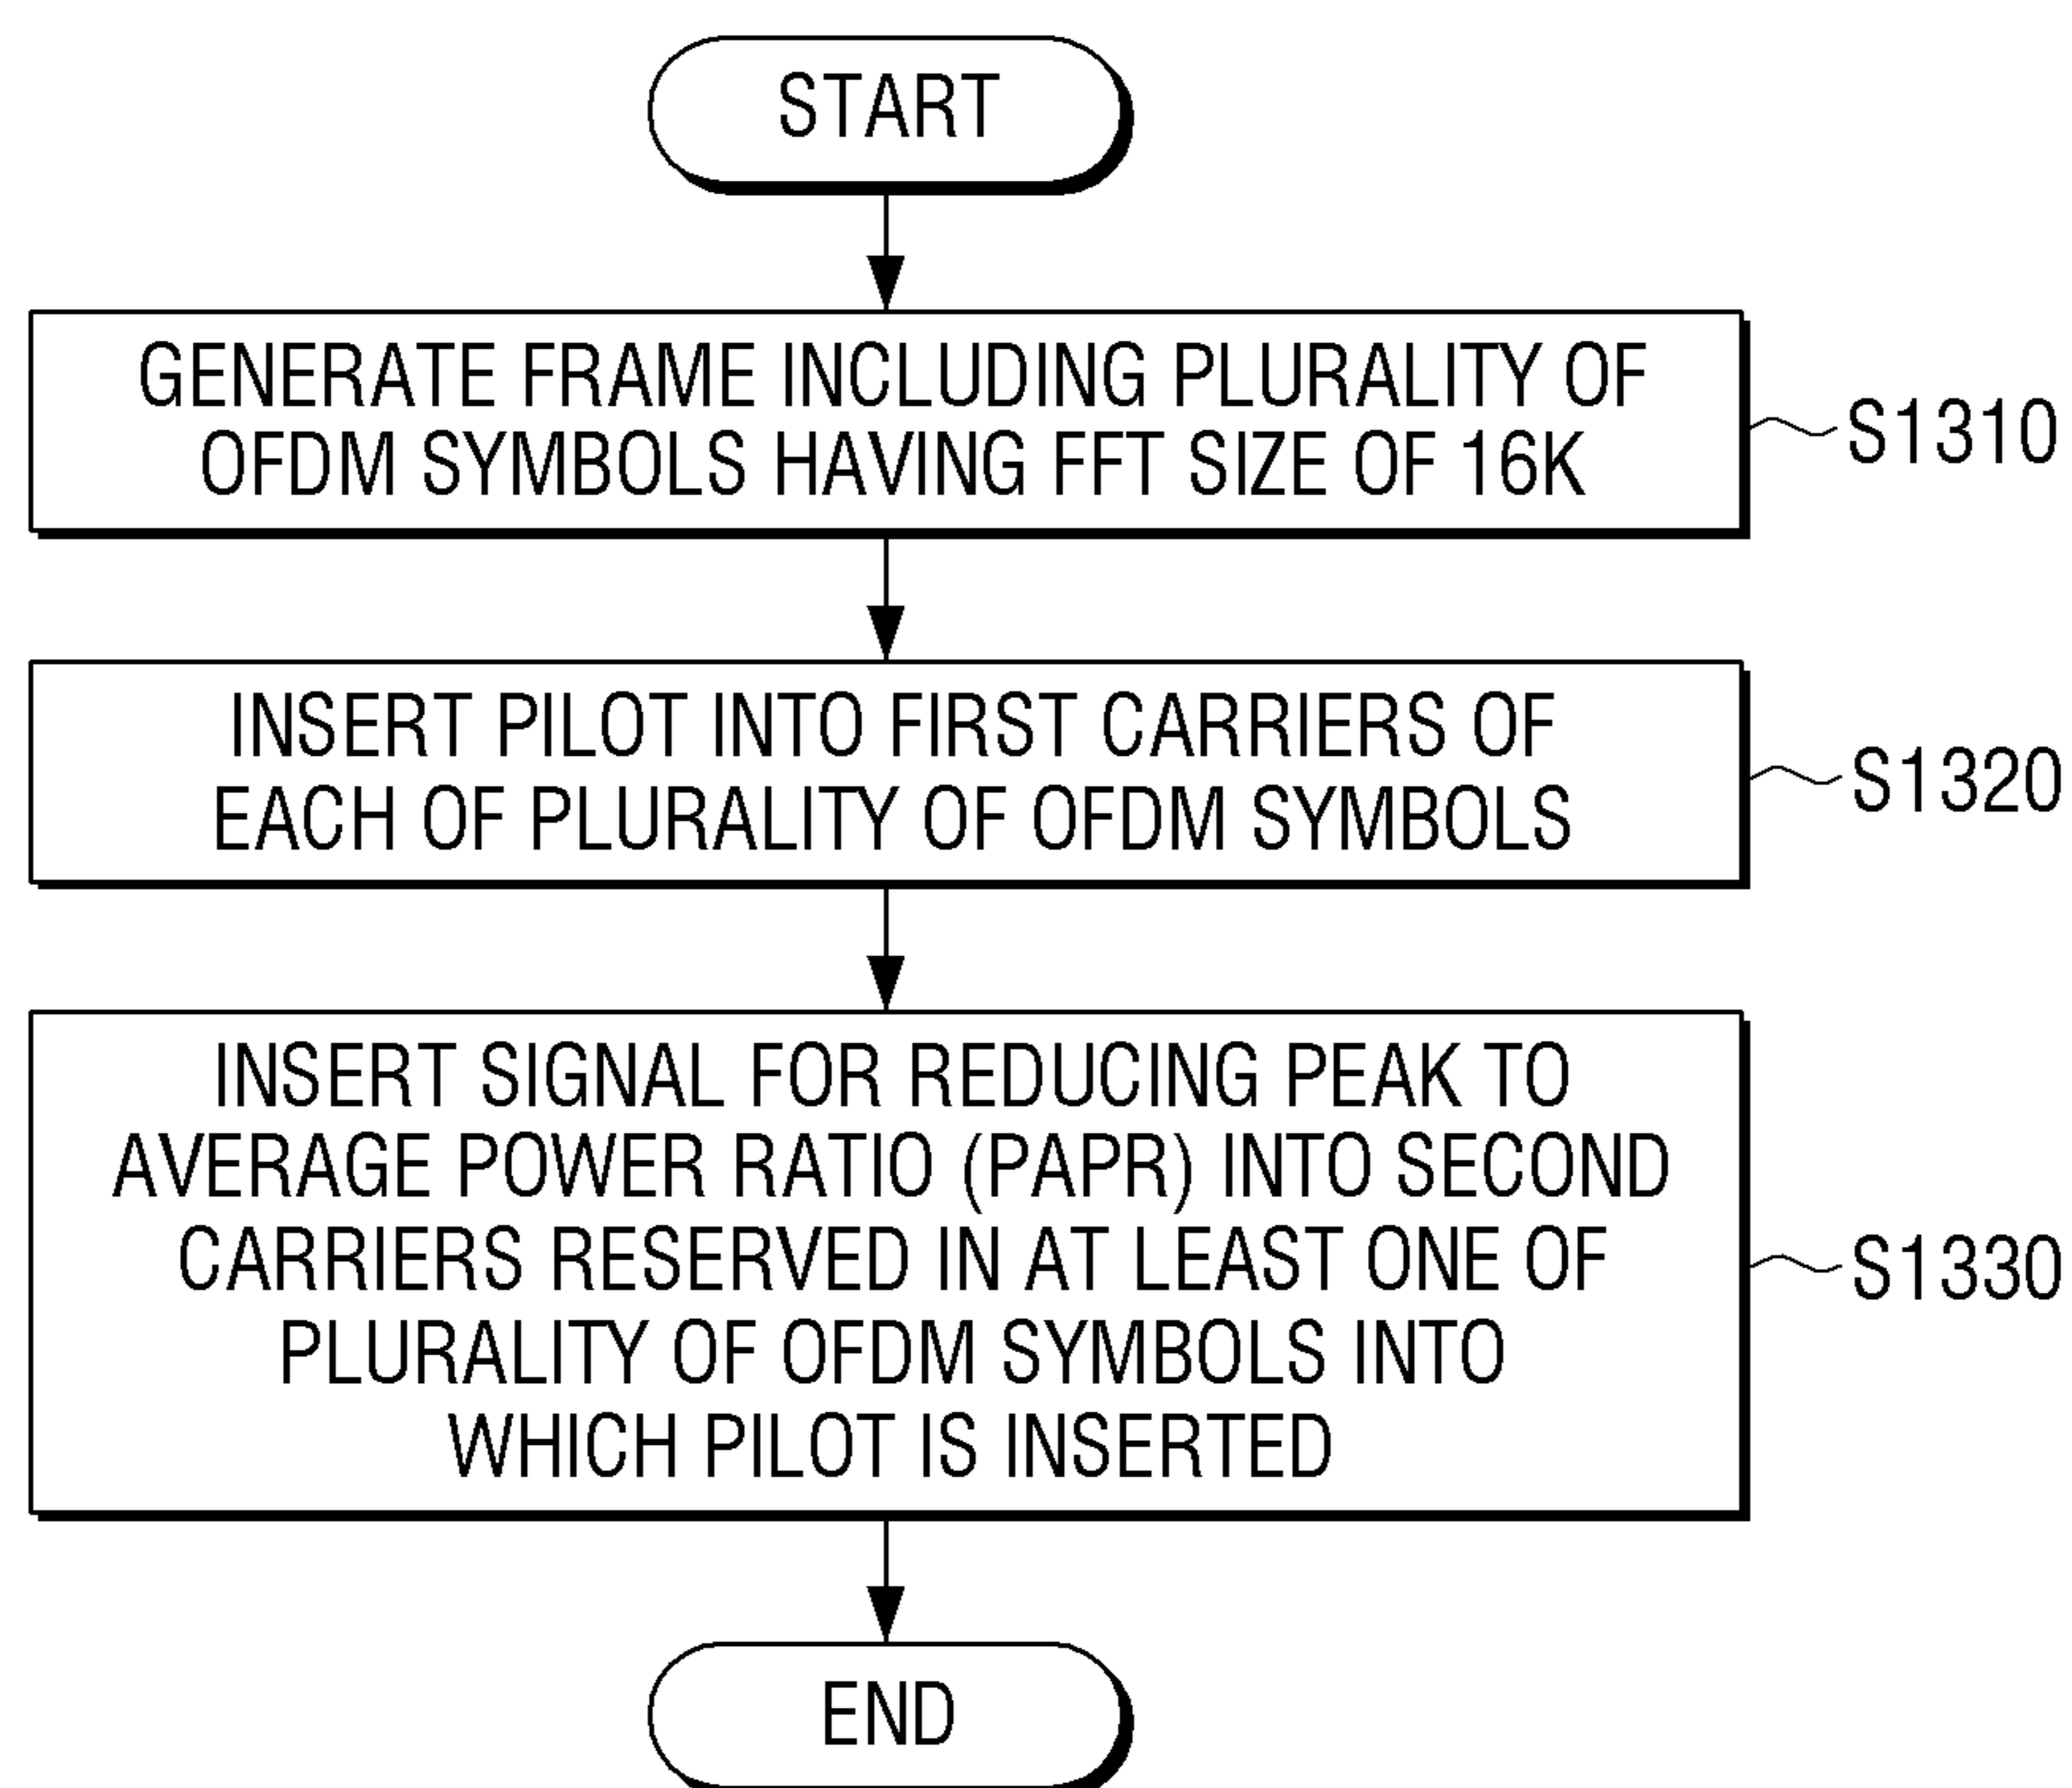 START
GENERATE FRAME INCLUDING PLURALITY OF
OFDM SYMBOLS HAVING FFT SIZE OF 16K
S1310
INSERT PILOT INTO FIRST CARRIERS OF
EACH OF PLURALITY OF OFDM SYMBOLS
S1320
INSERT SIGNAL FOR REDUCING PEAK TO
AVERAGE POWER RATIO (PAPR) INTO SECOND
CARRIERS RESERVED IN AT LEAST ONE OF
PLURALITY OF OFDM SYMBOLS INTO
WHICH PILOT IS INSERTED
S1330
END